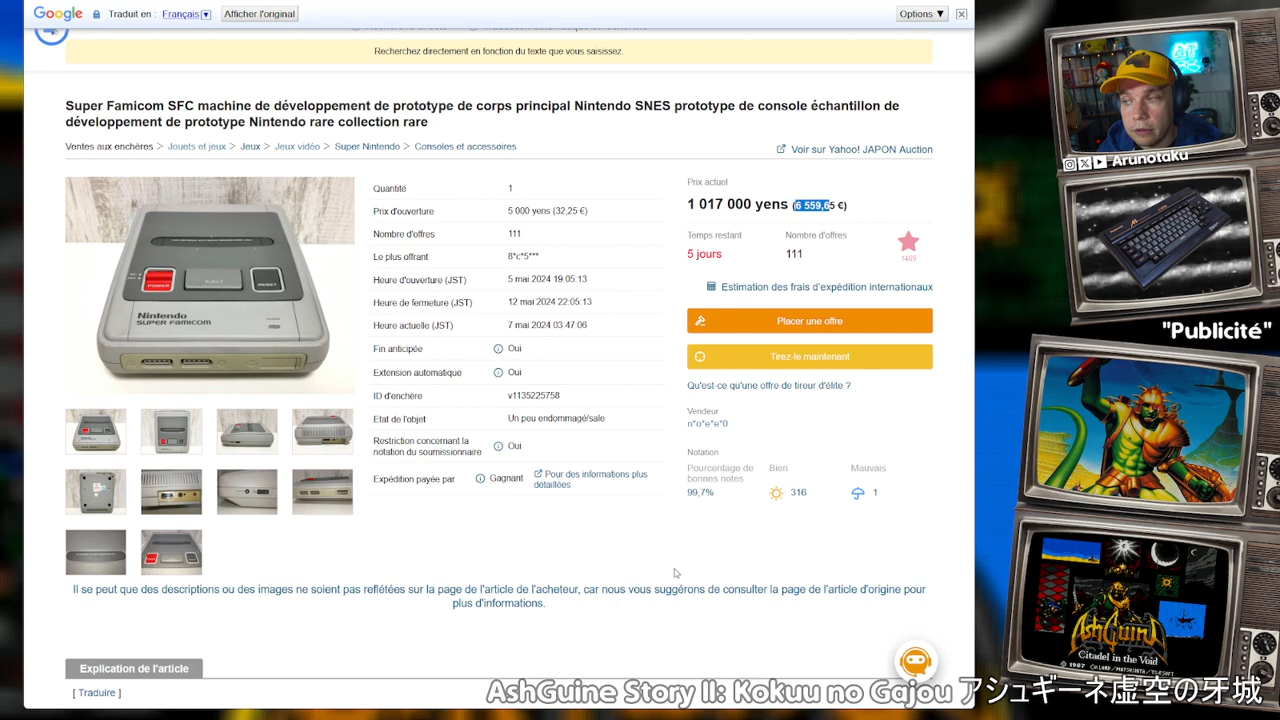 Google Traduit en : Français Afficher l'original Options ▼
Recherchez directement en fonction du texte que vous saisissez.
Super Famicom SFC machine de développement de prototype de corps principal Nintendo SNES prototype de console échantillon de
développement de prototype Nintendo rare collection rare
Ventes aux enchères > Jouets et jeux > Jeux > Jeux vidéo > Super Nintendo > Consoles et accessoires
Voir sur Yahoo! JAPON Auction
POWER
EJECT
RESET
Nintendo
SUPER FAMICOM
Quantité 1
Prix d'ouverture 5 000 yens (32,25 €)
Nombre d'offres 111
Le plus offrant 8*c*5***
Heure d'ouverture (JST) 5 mai 2024 19.05.13
Heure de fermeture (JST) 12 mai 2024 22:05:13
Heure actuelle (JST) 7 mai 2024 03:47:06
Fin anticipée Oui
Extension automatique Oui
ID d'enchère v1135225758
Etat de l'objet Un peu endommagé/sale
Restriction concernant la
notation du soumissionnaire Oui
Expédition payée par Gagnant Pour des informations plus
détaillées
Prix actuel
1 017 000 yens (6 559,65 €)
Temps restant Nombre d'offres
5 jours 111 1469
Estimation des frais d'expédition internationaux
Placer une offre
Tirez-le maintenant
Qu'est-ce qu'une offre de tireur d'élite ?
Vendeur
n*o*e*e*0
Notation
Pourcentage de
bonnes notes Bien Mauvais
99,7% 316 1
Il se peut que des descriptions ou des images ne soient pas reflétées sur la page de l'article de l'acheteur, car nous vous suggérons de consulter la page de l'article d'origine pour
plus d'informations.
Explication de l'article
[ Traduire ]
Arunotaku
"Publicité"
AshGuine
Citadel in the Void
AshGuine Story II: Kokuu no Gajou アシュギーネ虚空の牙城